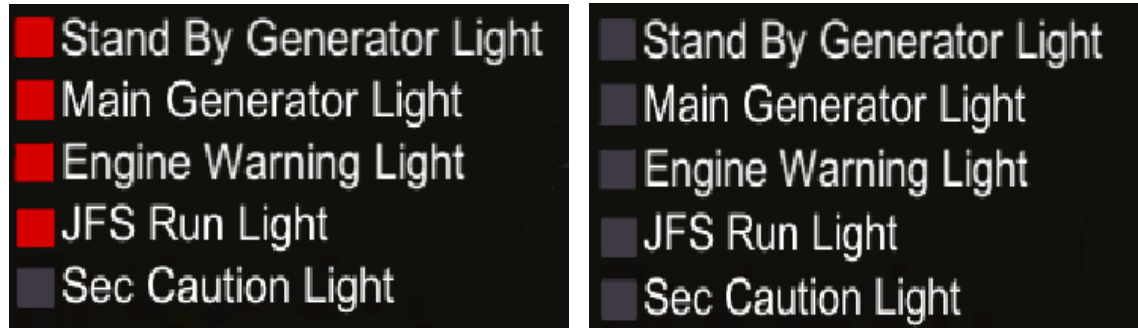 Stand By Generator Light
Main Generator Light
Engine Warning Light
JFS Run Light
Sec Caution Light
Stand By Generator Light
Main Generator Light
Engine Warning Light
JFS Run Light
Sec Caution Light